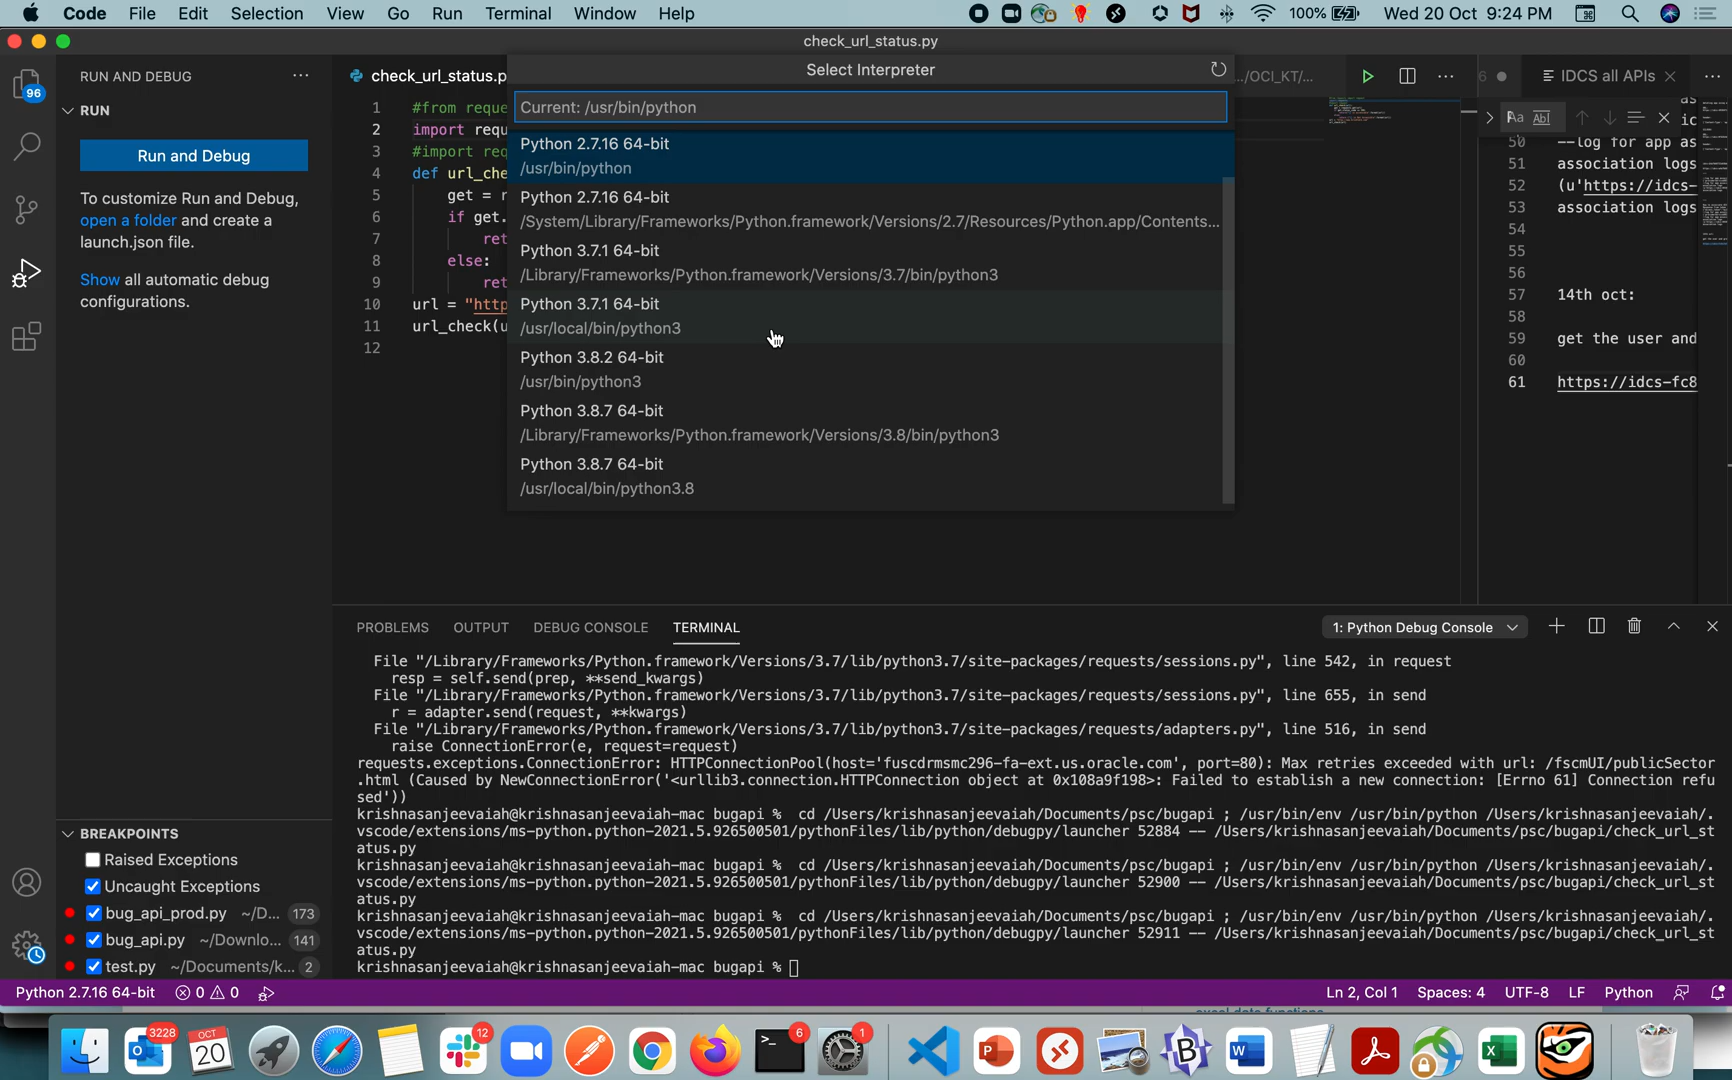 Code File Edit Selection View Go Run Terminal Window Help 100% Wed 20 Oct 9:24 PM
check_url_status.py
RUN AND DEBUG ···
check_url_status.p
Select Interpreter
.../OCI_KT/...
6 IDCS all APIs
RUN
Run and Debug
To customize Run and Debug,
open a folder and create a
launch.json file.
Show all automatic debug
configurations.
1 #from reque
2 import requ
3 #import req
4 def url_che
5 get = r
6 if get.
7 ret
8 else:
9 ret
10 url = "http
11 url_check(u
12
Current: /usr/bin/python
Python 2.7.16 64-bit
/usr/bin/python
Python 2.7.16 64-bit
/System/Library/Frameworks/Python.framework/Versions/2.7/Resources/Python.app/Contents...
Python 3.7.1 64-bit
/Library/Frameworks/Python.framework/Versions/3.7/bin/python3
Python 3.7.1 64-bit
/usr/local/bin/python3
Python 3.8.2 64-bit
/usr/bin/python3
Python 3.8.7 64-bit
/Library/Frameworks/Python.framework/Versions/3.8/bin/python3
Python 3.8.7 64-bit
/usr/local/bin/python3.8
Aa Abl
50 --log for app as
51 association logs
52 (u'https://idcs-
53 association logs
54
55
56
57 14th oct:
58
59 get the user and
60
61 https://idcs-fc8
PROBLEMS OUTPUT DEBUG CONSOLE TERMINAL 1: Python Debug Console
File "/Library/Frameworks/Python.framework/Versions/3.7/lib/python3.7/site-packages/requests/sessions.py", line 542, in request
resp = self.send(prep, **send_kwargs)
File "/Library/Frameworks/Python.framework/Versions/3.7/lib/python3.7/site-packages/requests/sessions.py", line 655, in send
r = adapter.send(request, **kwargs)
File "/Library/Frameworks/Python.framework/Versions/3.7/lib/python3.7/site-packages/requests/adapters.py", line 516, in send
raise ConnectionError(e, request=request)
requests.exceptions.ConnectionError: HTTPConnectionPool(host='fuscdrmsmc296-fa-ext.us.oracle.com', port=80): Max retries exceeded with url: /fscmUI/publicSector
.html (Caused by NewConnectionError('<urllib3.connection.HTTPConnection object at 0x108a9f198>: Failed to establish a new connection: [Errno 61] Connection refu
sed'))
krishnasanjeevaiah@krishnasanjeevaiah-mac bugapi % cd /Users/krishnasanjeevaiah/Documents/psc/bugapi ; /usr/bin/env /usr/bin/python /Users/krishnasanjeevaiah/.
vscode/extensions/ms-python.python-2021.5.926500501/pythonFiles/lib/python/debugpy/launcher 52884 -- /Users/krishnasanjeevaiah/Documents/psc/bugapi/check_url_st
atus.py
krishnasanjeevaiah@krishnasanjeevaiah-mac bugapi % cd /Users/krishnasanjeevaiah/Documents/psc/bugapi ; /usr/bin/env /usr/bin/python /Users/krishnasanjeevaiah/.
vscode/extensions/ms-python.python-2021.5.926500501/pythonFiles/lib/python/debugpy/launcher 52900 -- /Users/krishnasanjeevaiah/Documents/psc/bugapi/check_url_st
atus.py
krishnasanjeevaiah@krishnasanjeevaiah-mac bugapi % cd /Users/krishnasanjeevaiah/Documents/psc/bugapi ; /usr/bin/env /usr/bin/python /Users/krishnasanjeevaiah/.
vscode/extensions/ms-python.python-2021.5.926500501/pythonFiles/lib/python/debugpy/launcher 52911 -- /Users/krishnasanjeevaiah/Documents/psc/bugapi/check_url_st
atus.py
krishnasanjeevaiah@krishnasanjeevaiah-mac bugapi %
96
BREAKPOINTS
Raised Exceptions
Uncaught Exceptions
bug_api_prod.py ~/D... 173
bug_api.py ~/Downlo... 141
test.py ~/Documents/k... 2
Python 2.7.16 64-bit 0 0 Ln 2, Col 1 Spaces: 4 UTF-8 LF Python
3228
OCT
20
12
6
1